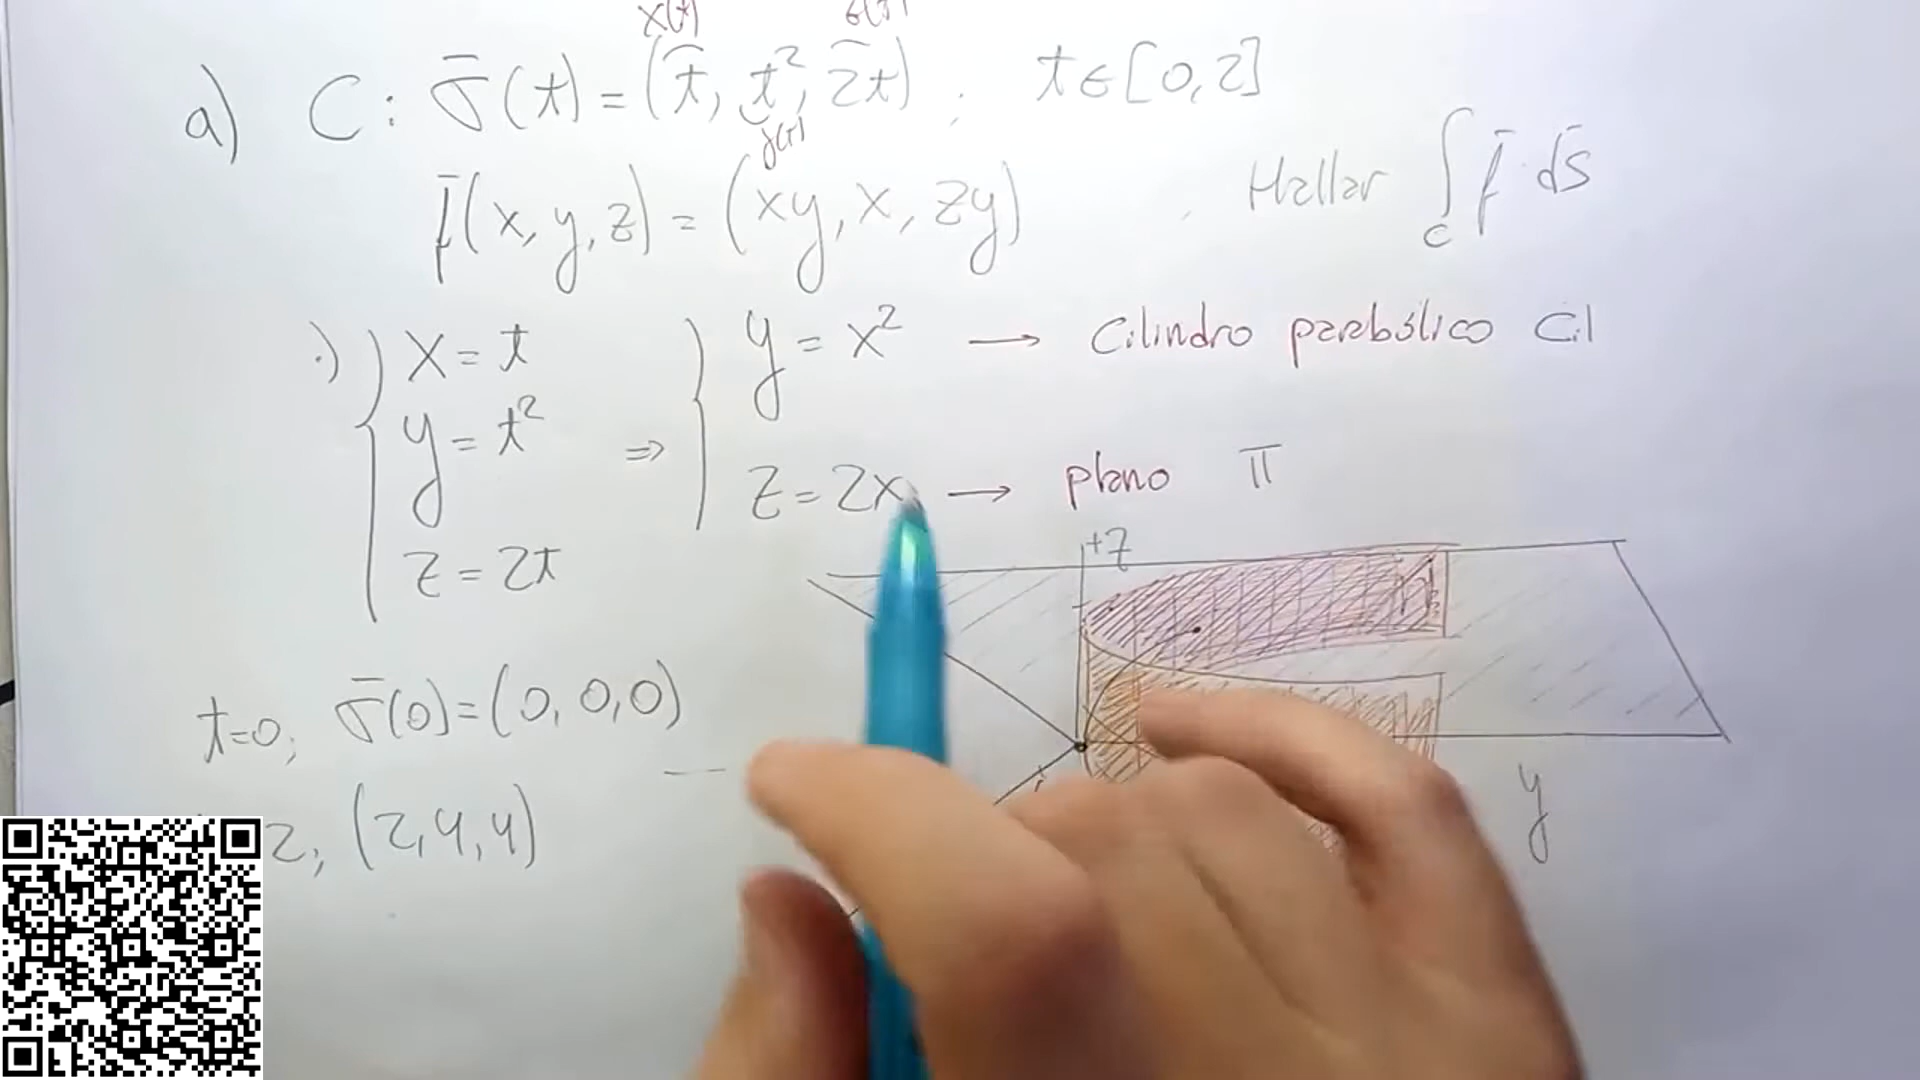 x(t) z(t)
a) C: σ̄(t) = (t, t², 2t) ; t∈[0,2]
y(t)
f̄(x,y,z) = (xy, x, zy) Hallar ∫_C f̄·ds̄
·) { x = t
y = t²
z = 2t
⇒ { y = x² → Cilindro parabólico Cil
z = 2x → plano π
+z
t=0; σ̄(0)=(0,0,0)
2; (2,4,4)
y